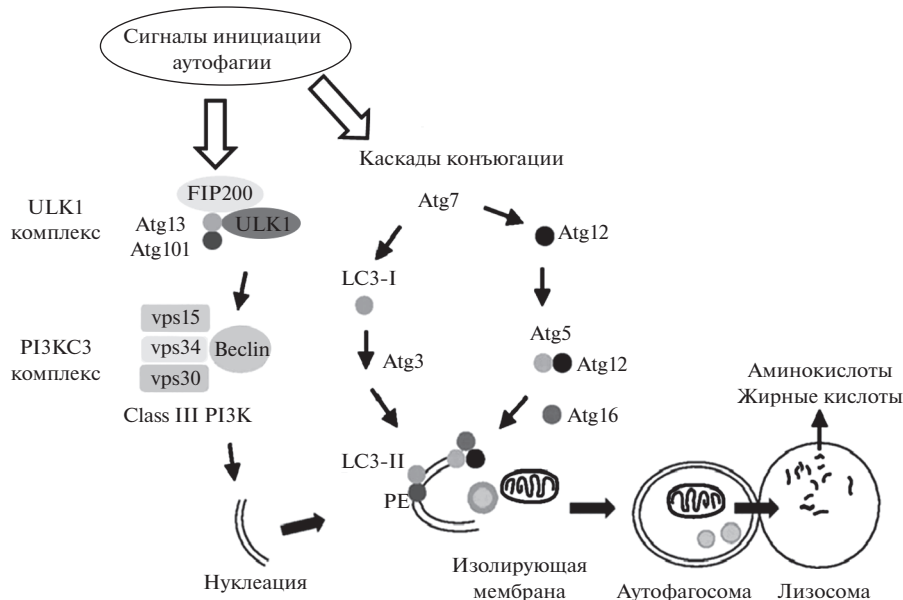 Сигналы инициации
аутофагии
Каскады конъюгации
ULK1
комплекс
FIP200
ULK1
Atg13
Atg101
Atg7
Atg12
LC3-I
PI3KC3
комплекс
vps15
vps34
vps30
Beclin
Class III PI3K
Atg3
Atg5
Atg12
Atg16
LC3-II
PE
Аминокислоты
Жирные кислоты
Нуклеация
Изолирующая
мембрана
Аутофагосома
Лизосома